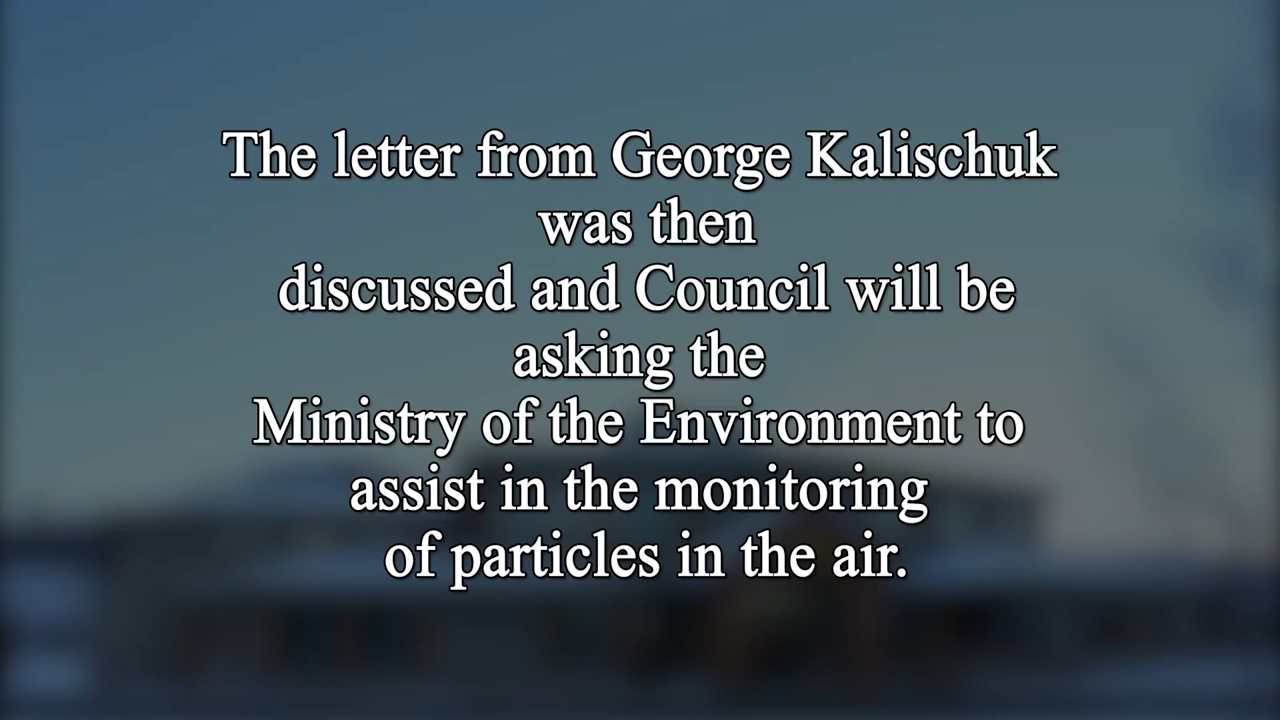 The letter from George Kalischuk
was then
discussed and Council will be
asking the
Ministry of the Environment to
assist in the monitoring
of particles in the air.